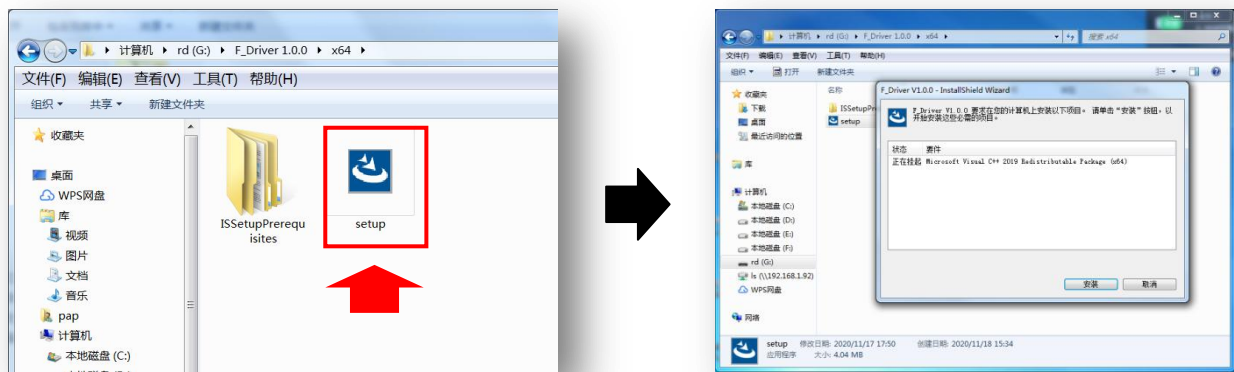 计算机 rd (G:) F_Driver 1.0.0 x64
文件(F) 编辑(E) 查看(V) 工具(T) 帮助(H)
组织 共享 新建文件夹
收藏夹
桌面
WPS网盘
库
视频
图片
文档
音乐
pap
计算机
本地磁盘 (C:)
ISSetupPrerequ
isites
setup
计算机 rd (G:) F_Driver 1.0.0 x64
搜索 x64
文件(F) 编辑(E) 查看(V) 工具(T) 帮助(H)
组织 打开 新建文件夹
收藏夹
下载
桌面
最近访问的位置
库
计算机
本地磁盘 (C:)
本地磁盘 (D:)
本地磁盘 (E:)
本地磁盘 (F:)
rd (G:)
ls (\\192.168.1.92)
WPS网盘
网络
名称
ISSetupPre
setup
F_Driver V1.0.0 - InstallShield Wizard
F_Driver V1.0.0 要求在您的计算机上安装以下项目。 请单击“安装”按钮,以
开始安装这些必需的项目。
状态 要件
正在挂起 Microsoft Visual C++ 2019 Redistributable Package (x64)
安装 取消
setup 修改日期: 2020/11/17 17:50 创建日期: 2020/11/18 15:34
应用程序 大小: 4.04 MB